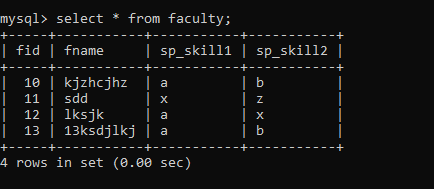 mysql> select * from faculty;
+-----+------------+-----------+-----------+
| fid | fname      | sp_skill1 | sp_skill2 |
+-----+------------+-----------+-----------+
|  10 | kjzhcjhz   | a         | b         |
|  11 | sdd        | x         | z         |
|  12 | lksjk      | a         | x         |
|  13 | 13ksdjlkj  | a         | b         |
+-----+------------+-----------+-----------+
4 rows in set (0.00 sec)